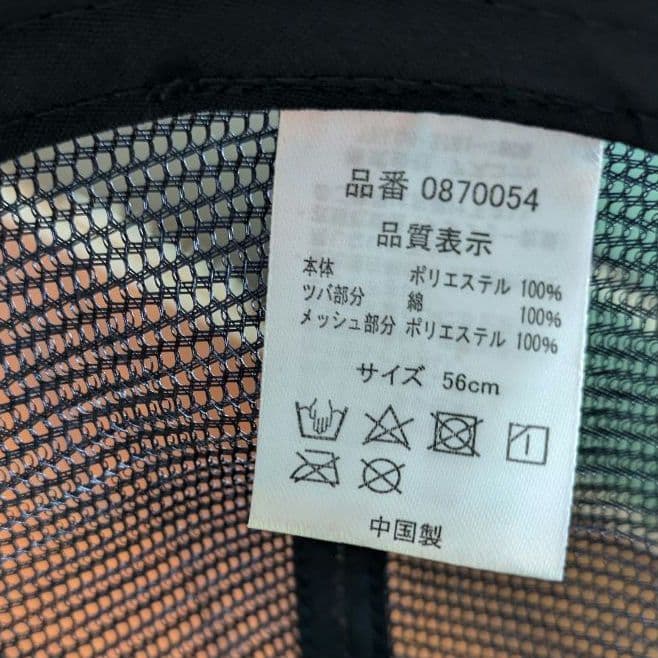 品番 0870054
品質表示
本体 ポリエステル 100%
ツバ部分 綿 100%
メッシュ部分 ポリエステル 100%
サイズ 56cm
中国製